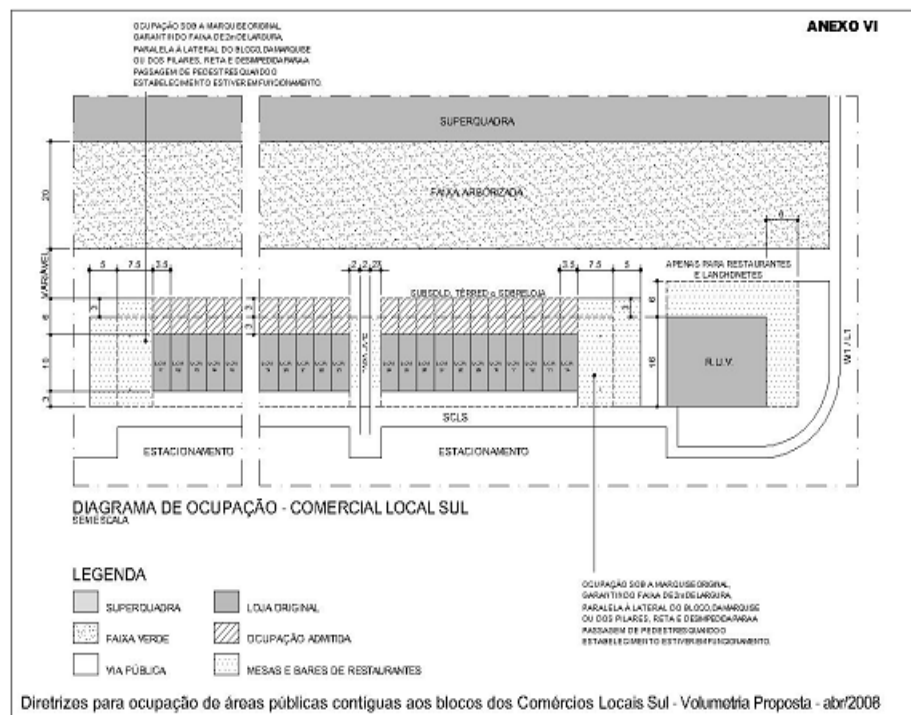 ANEXO VI
OCUPAÇÃO SOB A MARQUISE ORIGINAL,
GARANTINDO FAIXA DE 2m DE LARGURA,
PARALELA À LATERAL DO BLOCO, DA MARQUISE
OU DOS PILARES, RETA E DESIMPEDIDA PARA A
PASSAGEM DE PEDESTRES QUANDO O
ESTABELECIMENTO ESTIVER EM FUNCIONAMENTO.
SUPERQUADRA
FAIXA ARBORIZADA
20
VARIÁVEL
6
10
3
5
7.5
3.5
2
2
3.5
7.5
5
3
3
3
3
APENAS PARA RESTAURANTES
E LANCHONETES
6
16
SUBSOLO, TÉRREO e SOBRELOJA
R.U.V.
W1 / L1
SCLS
ESTACIONAMENTO
ESTACIONAMENTO
DIAGRAMA DE OCUPAÇÃO - COMERCIAL LOCAL SUL
SEM ESCALA
LEGENDA
SUPERQUADRA
LOJA ORIGINAL
FAIXA VERDE
OCUPAÇÃO ADMITIDA
VIA PÚBLICA
MESAS E BARES DE RESTAURANTES
OCUPAÇÃO SOB A MARQUISE ORIGINAL,
GARANTINDO FAIXA DE 2m DE LARGURA,
PARALELA À LATERAL DO BLOCO, DA MARQUISE
OU DOS PILARES, RETA E DESIMPEDIDA PARA A
PASSAGEM DE PEDESTRES QUANDO O
ESTABELECIMENTO ESTIVER EM FUNCIONAMENTO.
Diretrizes para ocupação de áreas públicas contíguas aos blocos dos Comércios Locais Sul - Volumetria Proposta - abr/2008